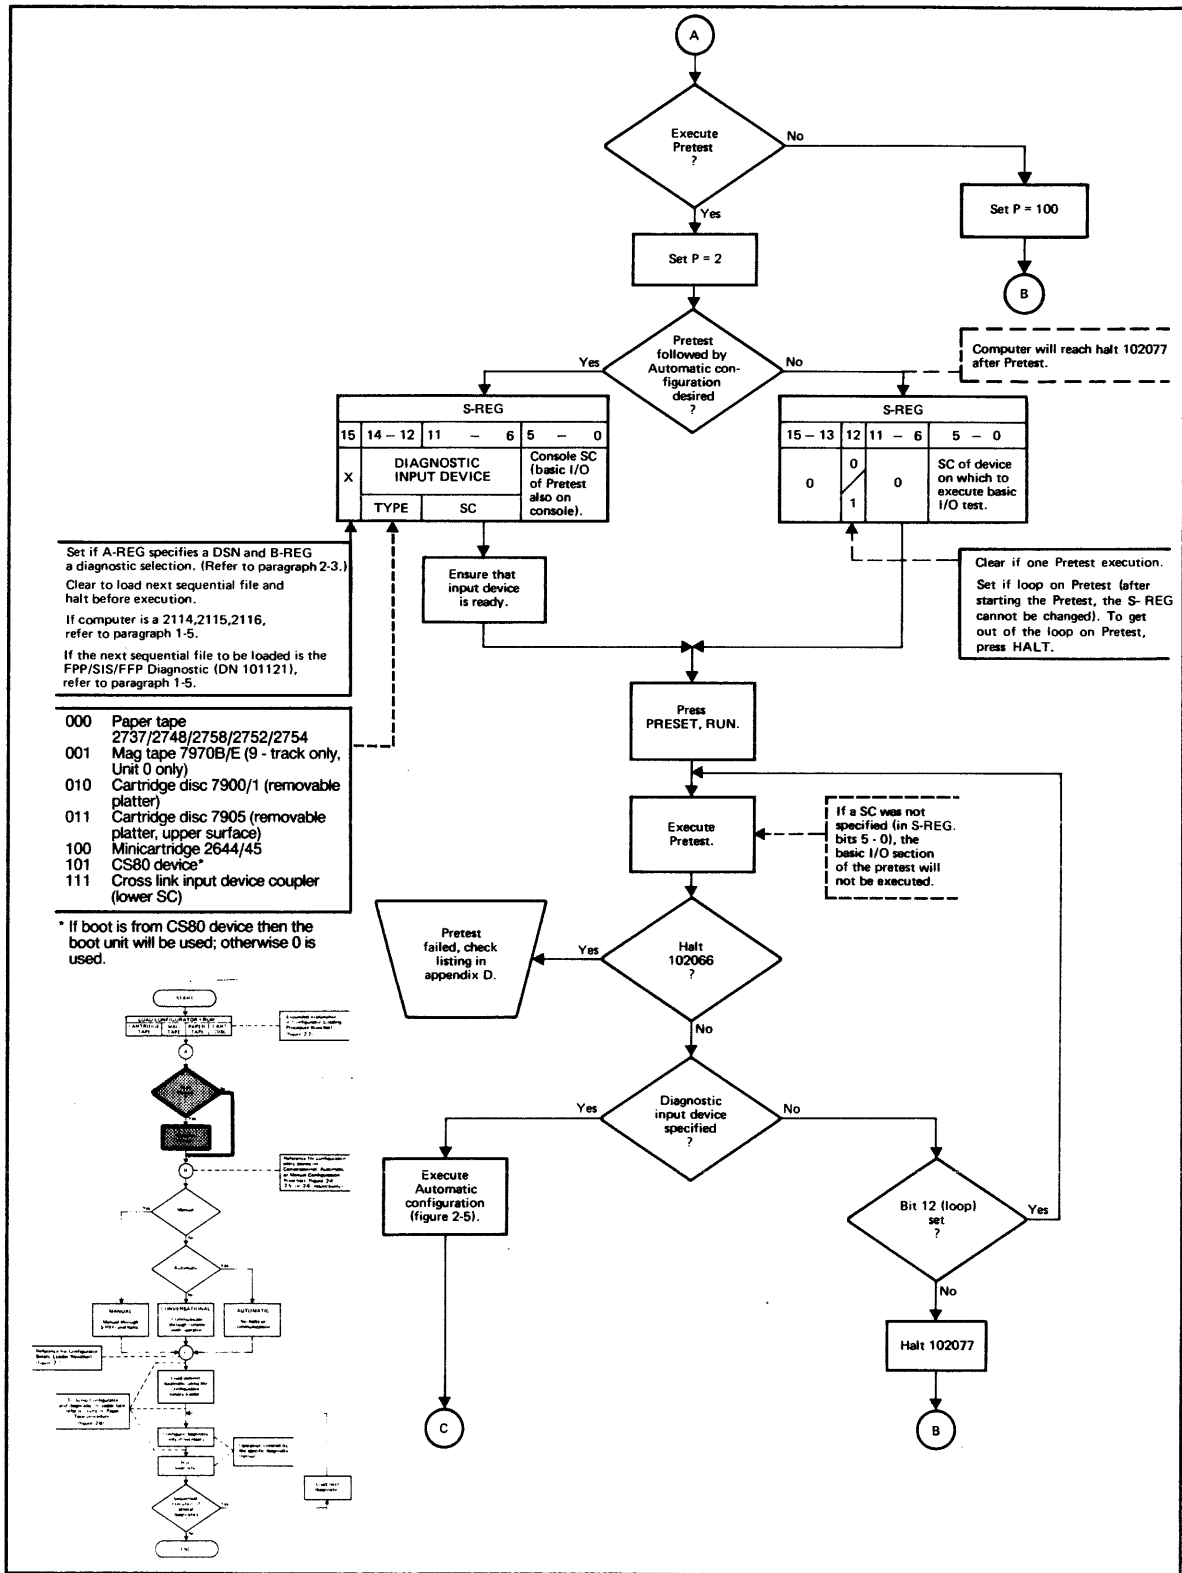 A
Execute
Pretest
?
No
Yes
Set P = 100
B
Set P = 2
Pretest
followed by
Automatic con-
figuration
desired
?
Yes
No
Computer will reach halt 102077
after Pretest.
S-REG
15 14 – 12 11 – 6 5 – 0
X
DIAGNOSTIC
INPUT DEVICE
TYPE SC
Console SC
(basic I/O
of Pretest
also on
console).
S-REG
15 – 13 12 11 – 6 5 – 0
0
0
1
0
SC of device
on which to
execute basic
I/O test.
Set if A-REG specifies a DSN and B-REG
a diagnostic selection. (Refer to paragraph 2-3.)
Clear to load next sequential file and
halt before execution.
If computer is a 2114,2115,2116,
refer to paragraph 1-5.
If the next sequential file to be loaded is the
FPP/SIS/FFP Diagnostic (DN 101121),
refer to paragraph 1-5.
Ensure that
input device
is ready.
Clear if one Pretest execution.
Set if loop on Pretest (after
starting the Pretest, the S- REG
cannot be changed). To get
out of the loop on Pretest,
press HALT.
000 Paper tape
2737/2748/2758/2752/2754
001 Mag tape 7970B/E (9 - track only,
Unit 0 only)
010 Cartridge disc 7900/1 (removable
platter)
011 Cartridge disc 7905 (removable
platter, upper surface)
100 Minicartridge 2644/45
101 CS80 device*
111 Cross link input device coupler
(lower SC)
* If boot is from CS80 device then the
boot unit will be used; otherwise 0 is
used.
Press
PRESET, RUN.
Execute
Pretest.
If a SC was not
specified (in S-REG.
bits 5 - 0), the
basic I/O section
of the pretest will
not be executed.
Halt
102066
?
Yes
No
Pretest
failed, check
listing in
appendix D.
Diagnostic
input device
specified
?
Yes
No
Execute
Automatic
configuration
(figure 2-5).
Bit 12 (loop)
set
?
Yes
No
Halt 102077
C
B
START
A
Manual
Automatic
MANUAL
CONVERSATIONAL
AUTOMATIC
END